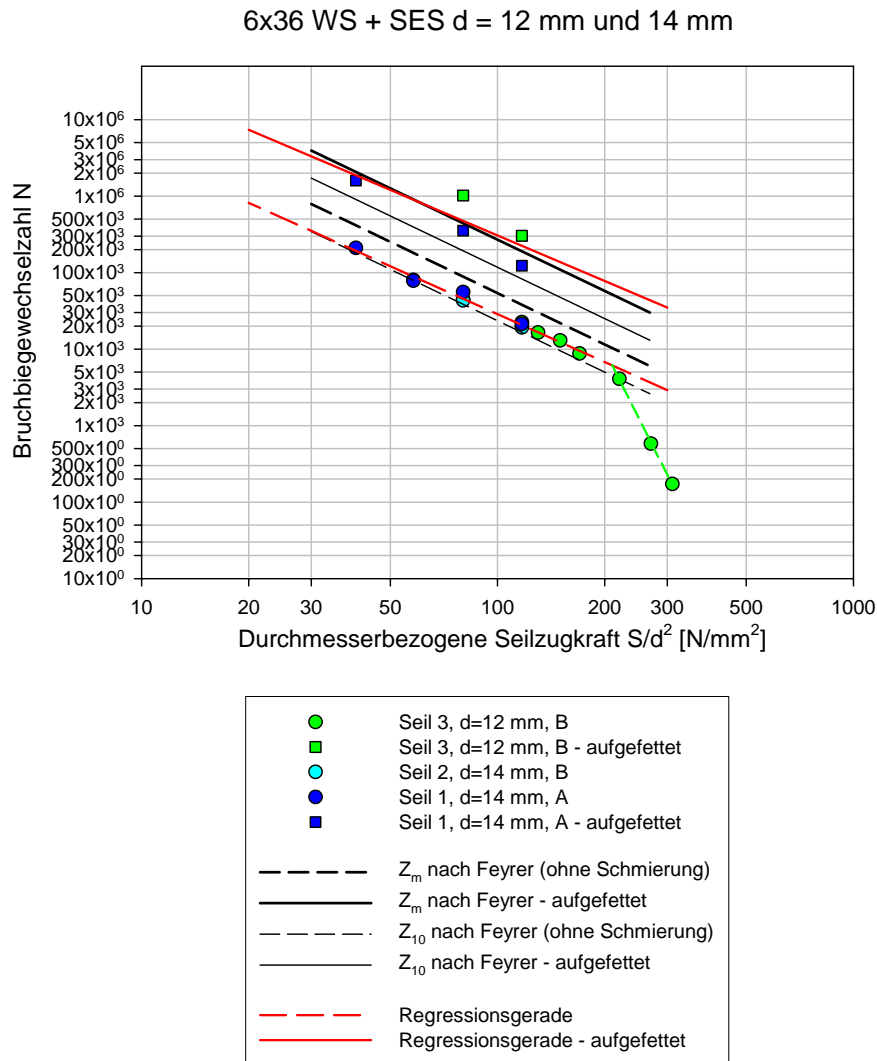 6x36 WS + SES d = 12 mm und 14 mm
Bruchbiegewechselzahl N
10x10⁶
5x10⁶
3x10⁶
2x10⁶
1x10⁶
500x10³
300x10³
200x10³
100x10³
50x10³
30x10³
20x10³
10x10³
5x10³
3x10³
2x10³
1x10³
500x10⁰
300x10⁰
200x10⁰
100x10⁰
50x10⁰
30x10⁰
20x10⁰
10x10⁰
10 20 30 50 100 200 300 500 1000
Durchmesserbezogene Seilzugkraft S/d² [N/mm²]
Seil 3, d=12 mm, B
Seil 3, d=12 mm, B - aufgefettet
Seil 2, d=14 mm, B
Seil 1, d=14 mm, A
Seil 1, d=14 mm, A - aufgefettet
Zₘ nach Feyrer (ohne Schmierung)
Zₘ nach Feyrer - aufgefettet
Z₁₀ nach Feyrer (ohne Schmierung)
Z₁₀ nach Feyrer - aufgefettet
Regressionsgerade
Regressionsgerade - aufgefettet